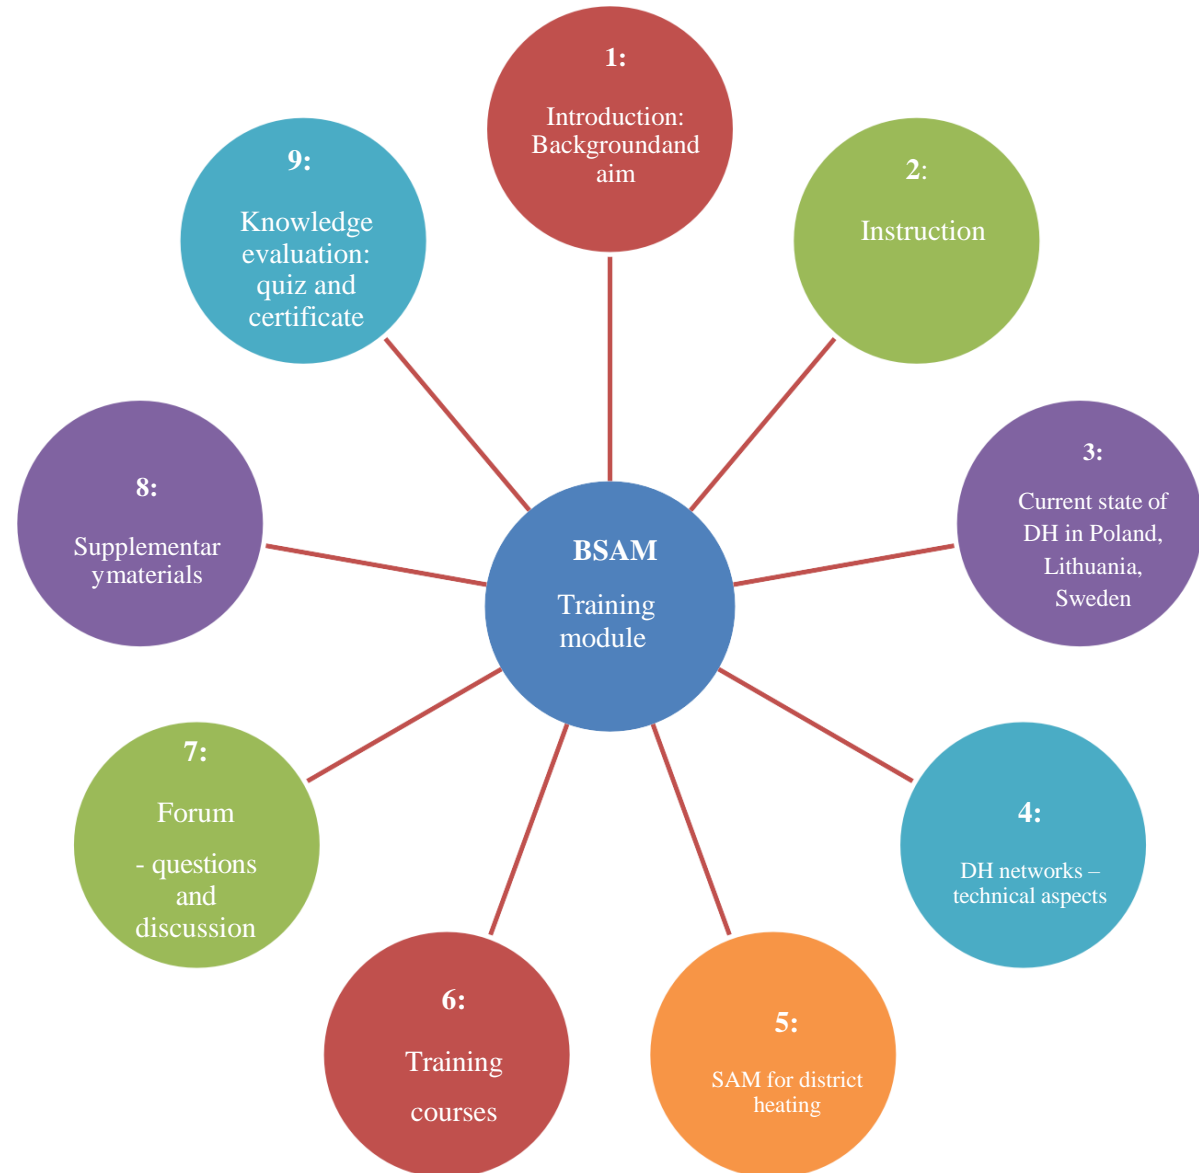 1:
Introduction:
Backgroundand
aim
2:
Instruction
3:
Current state of
DH in Poland,
Lithuania,
Sweden
4:
DH networks –
technical aspects
5:
SAM for district
heating
6:
Training
courses
7:
Forum
- questions
and
discussion
8:
Supplementar
ymaterials
9:
Knowledge
evaluation:
quiz and
certificate
BSAM
Training
module